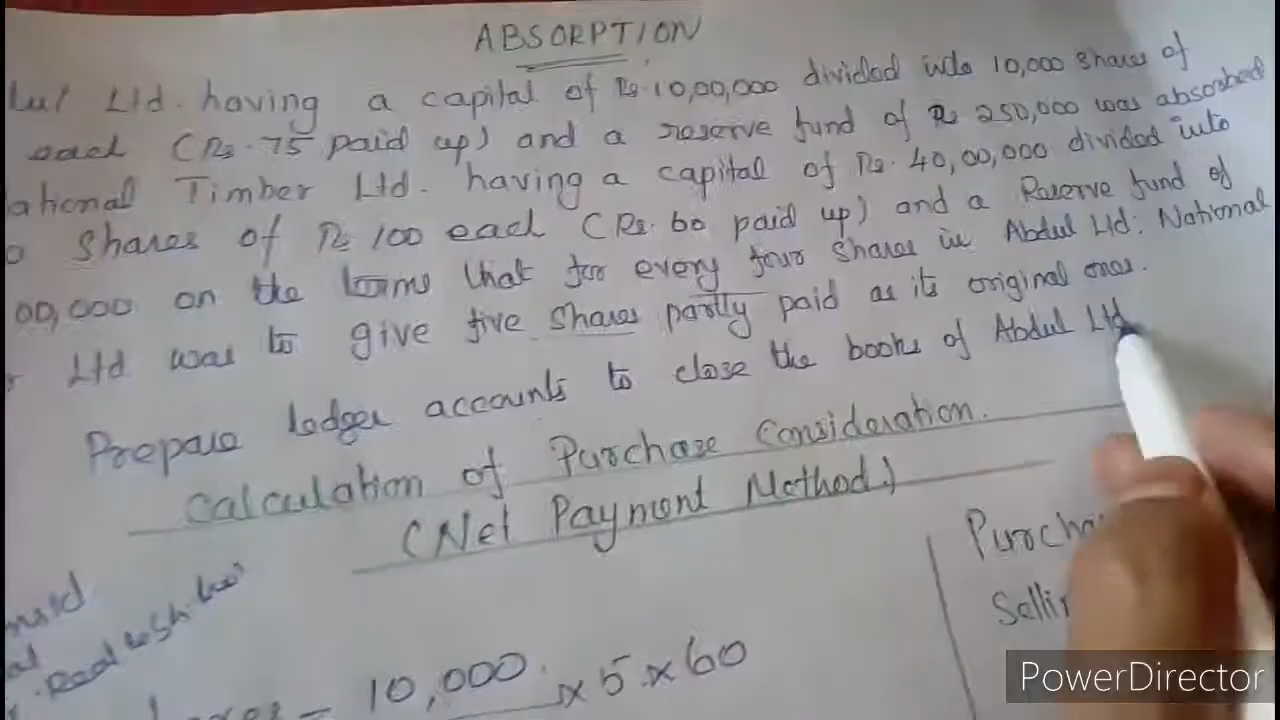 ABSORPTION
Ltd. having a capital of Rs. 10,00,000 divided into 10,000 shares of
each (Rs. 75 paid up) and a reserve fund of Rs 250,000 was absorbed
ational Timber Ltd. having a capital of Rs. 40,00,000 divided into
0 shares of Rs 100 each (Rs. 60 paid up) and a Reserve fund of
00,000 on the terms that for every four shares in Abdul Ltd: National
r Ltd was to give five shares partly paid as its original ones.
Prepare ledger accounts to close the books of Abdul Ltd
Calculation of Purchase Consideration.
(Net Payment Method.)
Purcha
Selli
10,000 x 5 x 60
PowerDirector